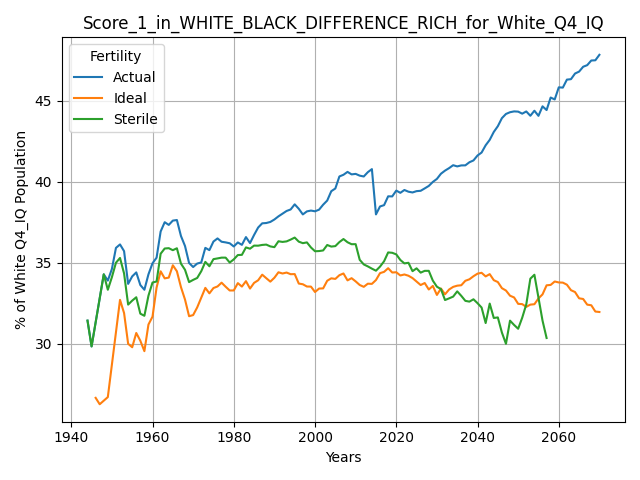 Score_1_in_WHITE_BLACK_DIFFERENCE_RICH_for_White_Q4_IQ
Fertility
Actual
Ideal
Sterile
% of White Q4_IQ Population
45
40
35
30
1940
1960
1980
2000
2020
2040
2060
Years